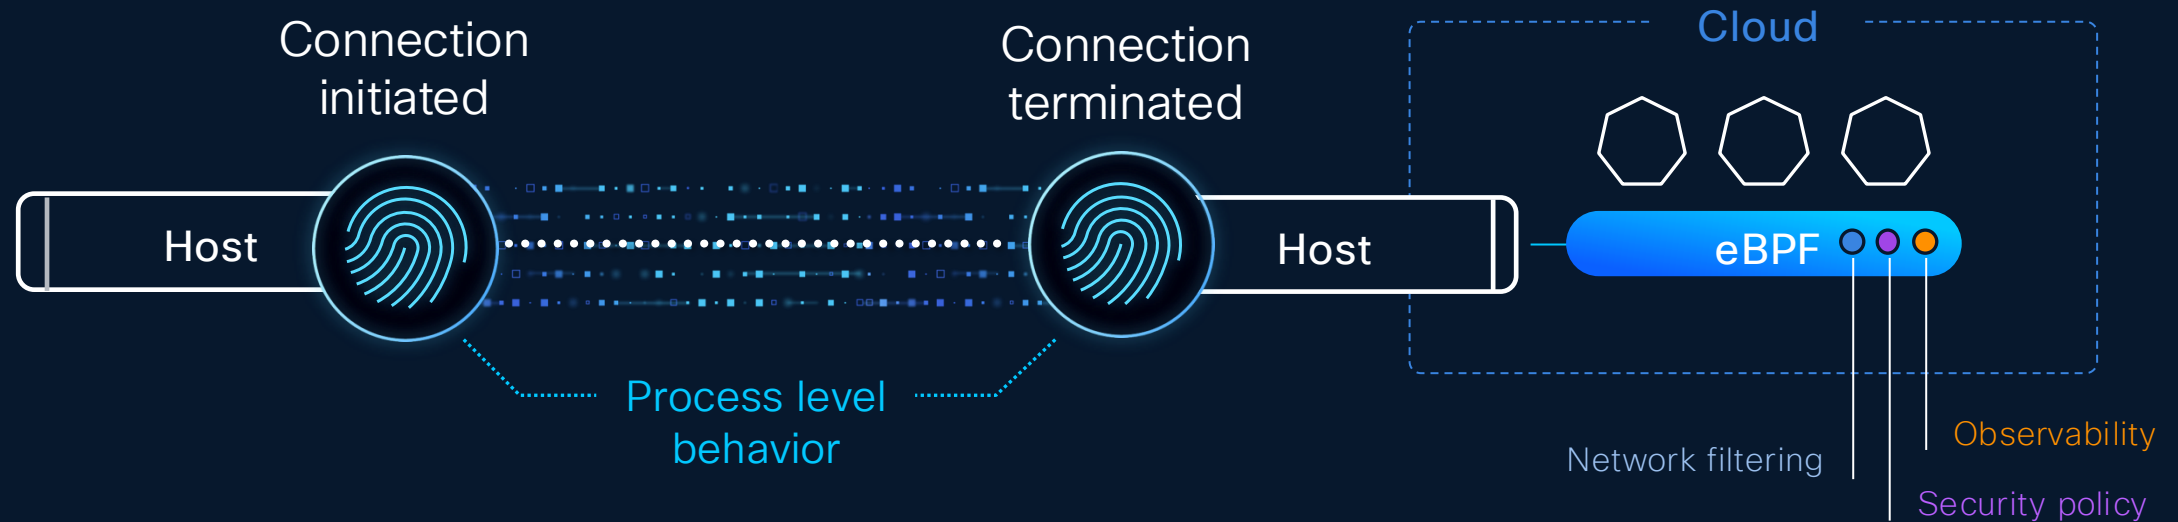 Connection
initiated
Connection
terminated
Cloud
Host
Host
eBPF
Process level
behavior
Observability
Network filtering
Security policy